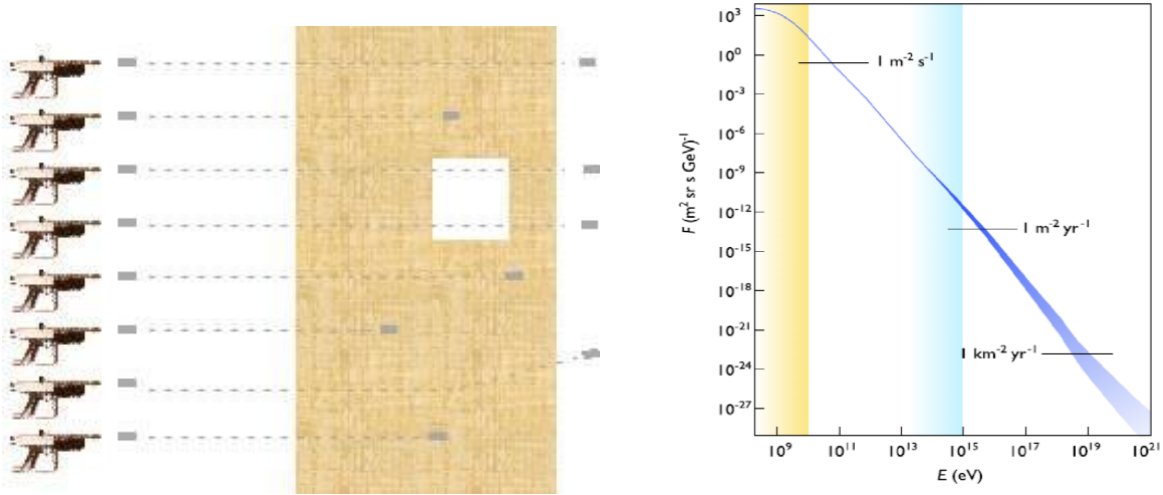 10³
10⁰
10⁻³
10⁻⁶
10⁻⁹
10⁻¹²
10⁻¹⁵
10⁻¹⁸
10⁻²¹
10⁻²⁴
10⁻²⁷
F (m² sr s GeV)⁻¹
1 m⁻² s⁻¹
1 m⁻² yr⁻¹
1 km⁻² yr⁻¹
10⁹ 10¹¹ 10¹³ 10¹⁵ 10¹⁷ 10¹⁹ 10²¹
E (eV)